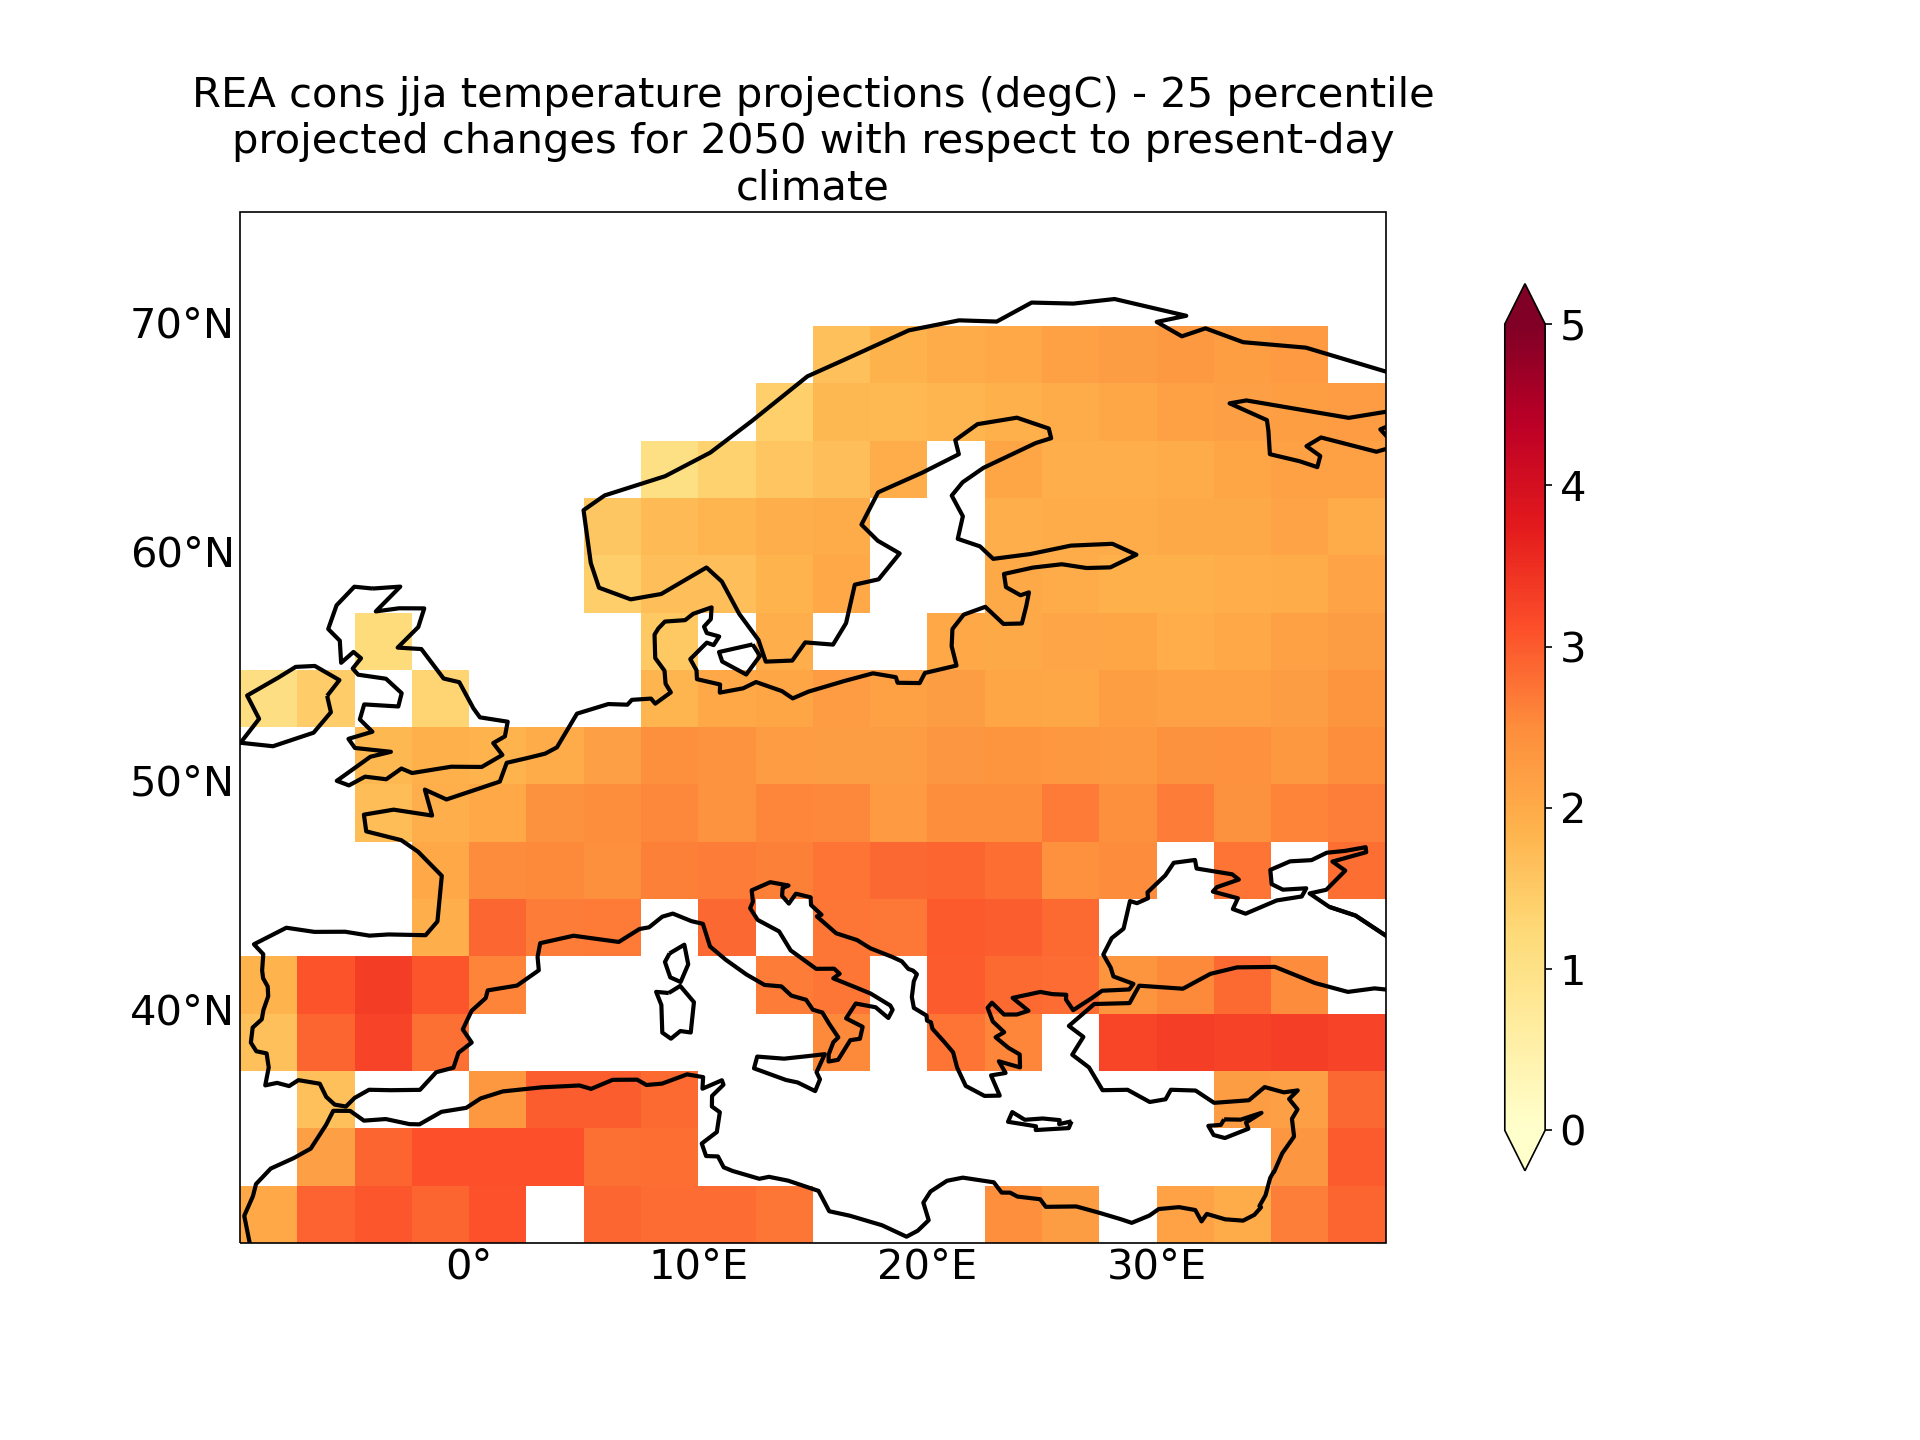 REA cons jja temperature projections (degC) - 25 percentile
projected changes for 2050 with respect to present-day
climate
70°N
60°N
50°N
40°N
0°
10°E
20°E
30°E
5
4
3
2
1
0